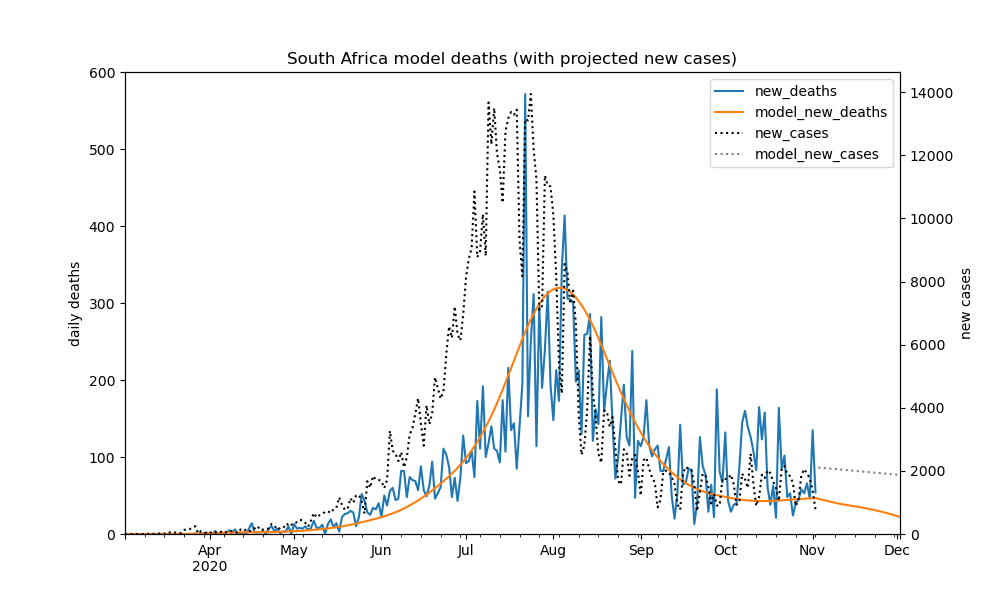 South Africa model deaths (with projected new cases)
new_deaths
model_new_deaths
new_cases
model_new_cases
daily deaths
600
500
400
300
200
100
0
14000
12000
10000
8000
6000
4000
2000
0
new cases
Apr May Jun Jul Aug Sep Oct Nov Dec
2020